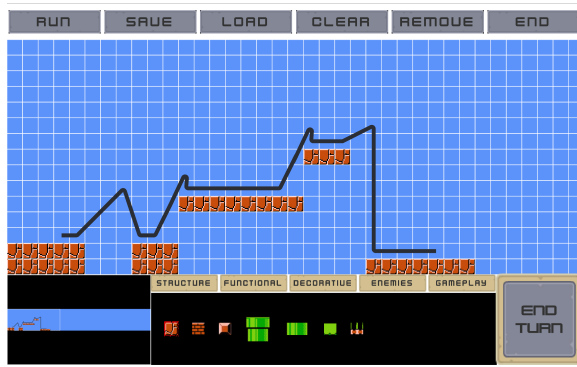 RUN SAVE LOAD CLEAR REMOVE END
STRUCTURE FUNCTIONAL DECORATIVE ENEMIES GAMEPLAY
END
TURN